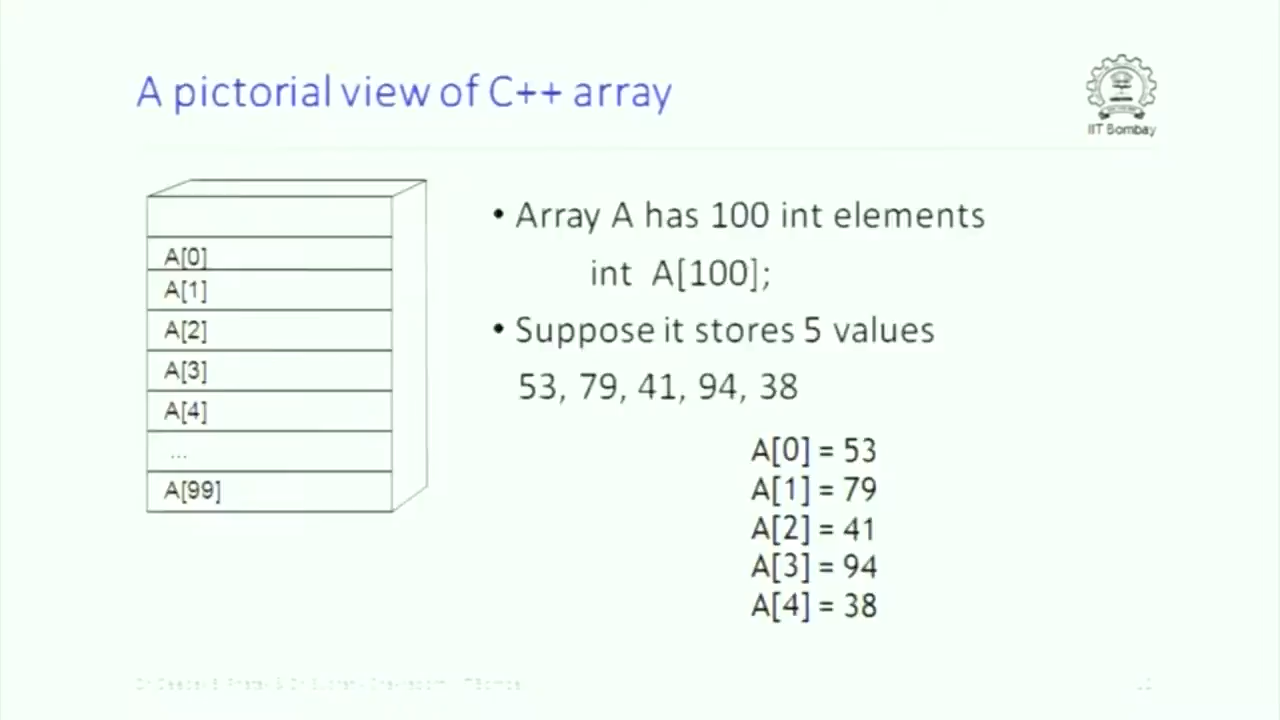 A pictorial view of C++ array
IIT Bombay
A[0]
A[1]
A[2]
A[3]
A[4]
...
A[99]
• Array A has 100 int elements
int A[100];
• Suppose it stores 5 values
53, 79, 41, 94, 38
A[0] = 53
A[1] = 79
A[2] = 41
A[3] = 94
A[4] = 38